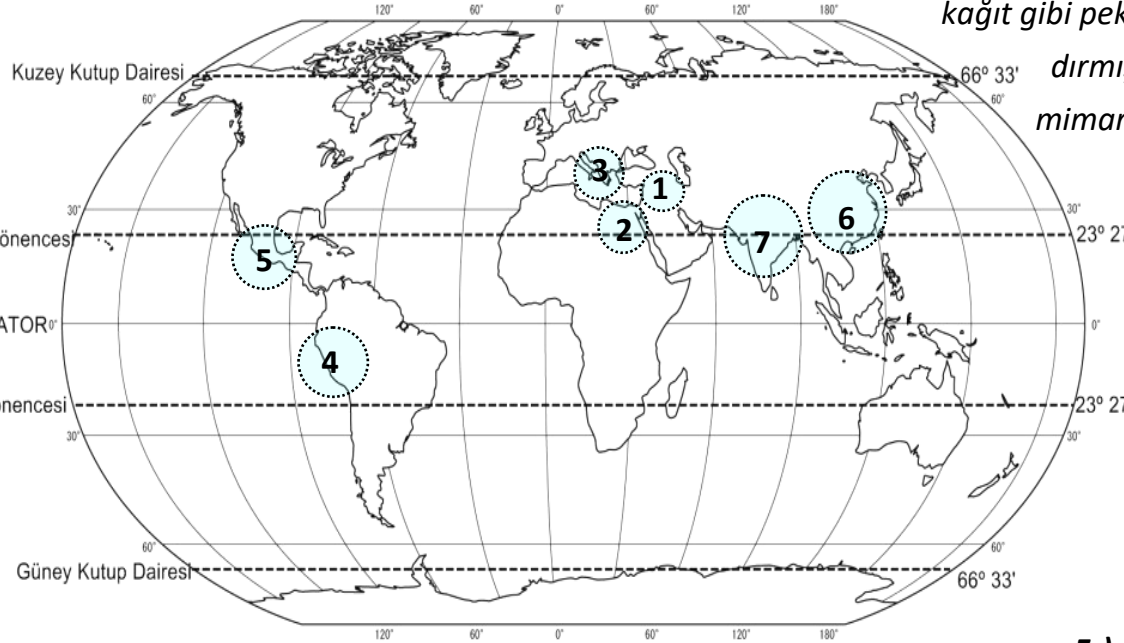 kağıt gibi pek
120° 60° 0° 60° 120° 180°
Kuzey Kutup Dairesi 66° 33'
dırmı
60° 60°
mimar
3
1
30° 30°
6
2
7
önencesi 23° 27
5
ATOR 0° 0°
4
nencesi 23° 27
30° 30°
60° 60°
Güney Kutup Dairesi 66° 33'
120° 60° 0° 60° 120° 180°